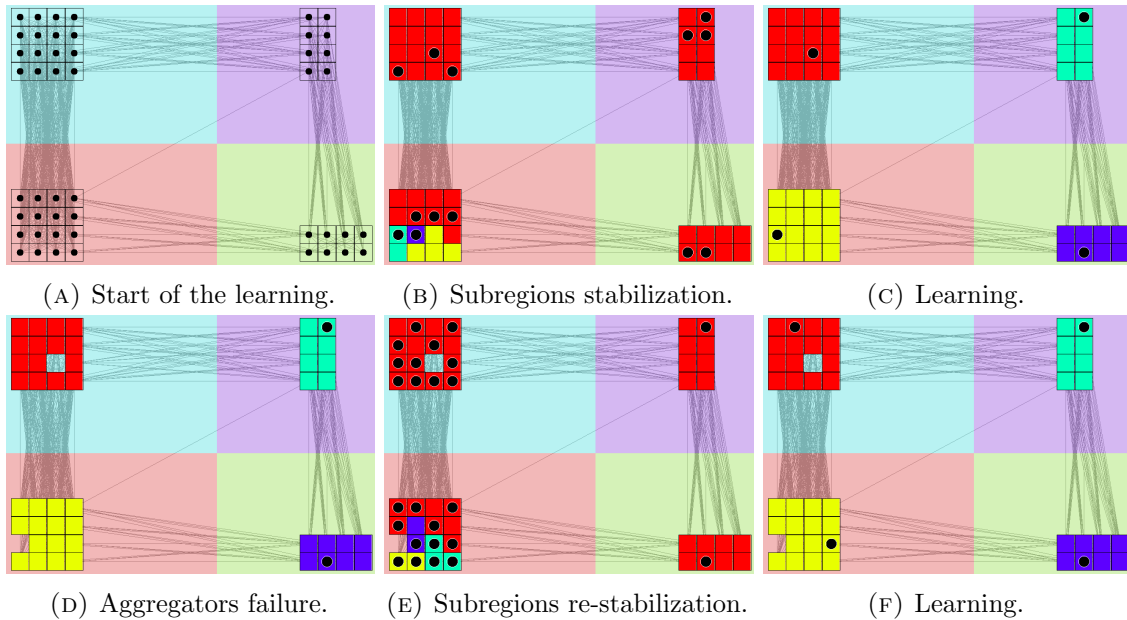 (A) Start of the learning.
(B) Subregions stabilization.
(C) Learning.
(D) Aggregators failure.
(E) Subregions re-stabilization.
(F) Learning.